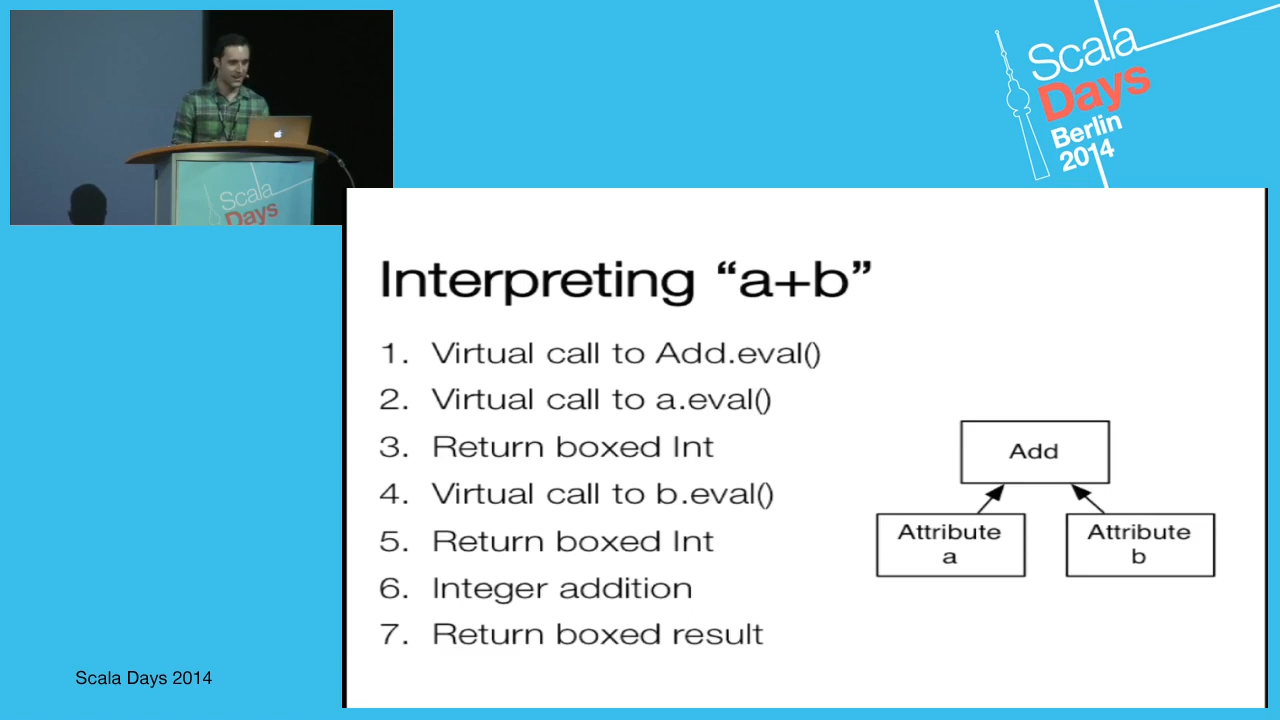 Scala
Days
Berlin
2014
Scala
Days
Interpreting “a+b”
1. Virtual call to Add.eval()
2. Virtual call to a.eval()
3. Return boxed Int
4. Virtual call to b.eval()
5. Return boxed Int
6. Integer addition
7. Return boxed result
Add
Attribute
a
Attribute
b
Scala Days 2014